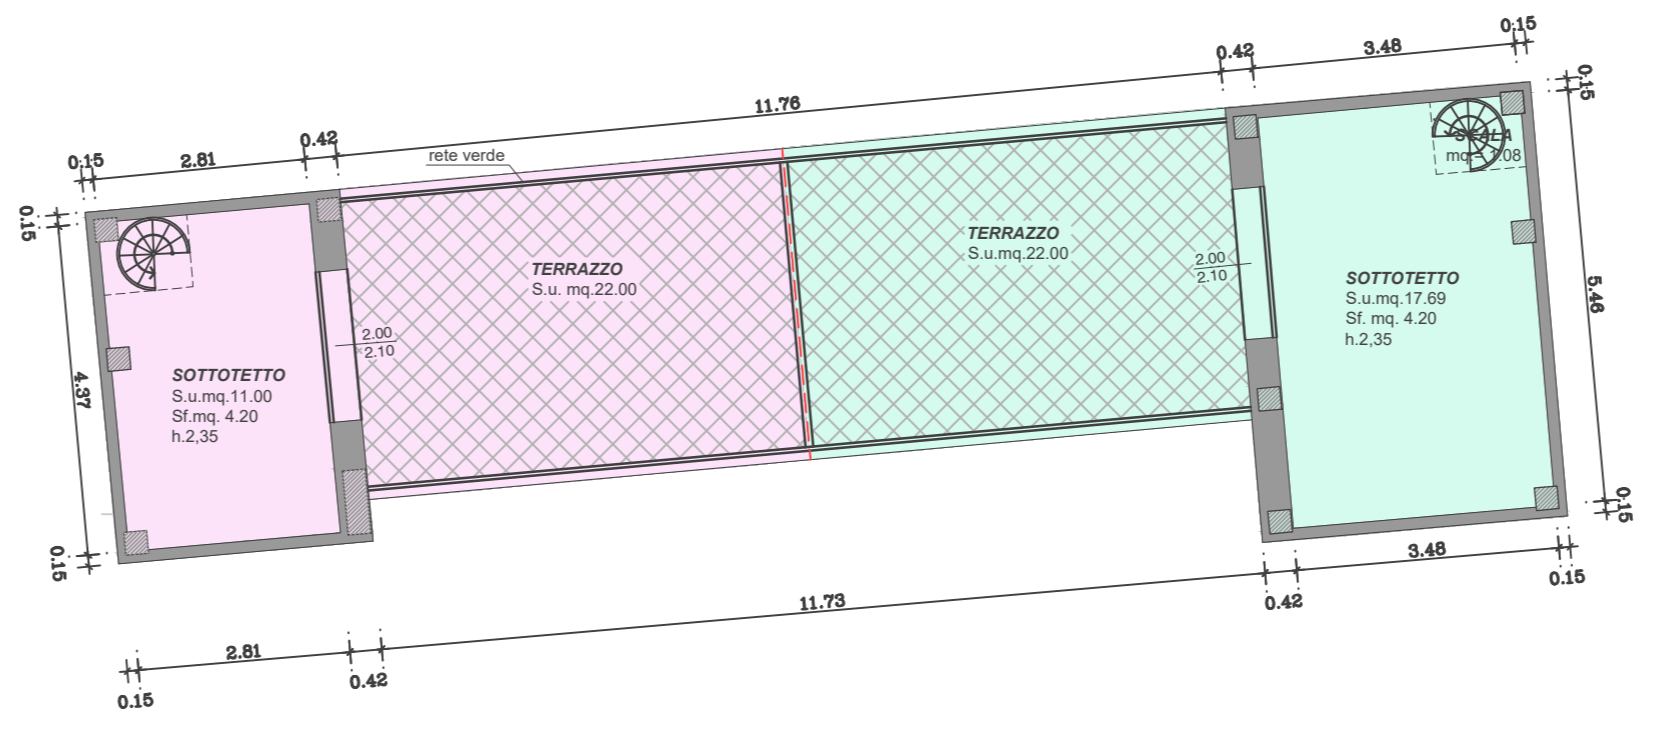 0.15
0.42
3.48
0.15
11.76
0.42
2.81
0.15
rete verde
SCALA
mq.= 1.08
0.15
0.15
TERRAZZO
S.u.mq.22.00
2.00
2.10
TERRAZZO
S.u. mq.22.00
SOTTOTETTO
S.u.mq.17.69
Sf. mq. 4.20
h.2,35
5.46
2.00
2.10
SOTTOTETTO
S.u.mq.11.00
Sf.mq. 4.20
h.2,35
4.37
0.15
0.15
3.48
0.15
0.42
11.73
2.81
0.42
0.15